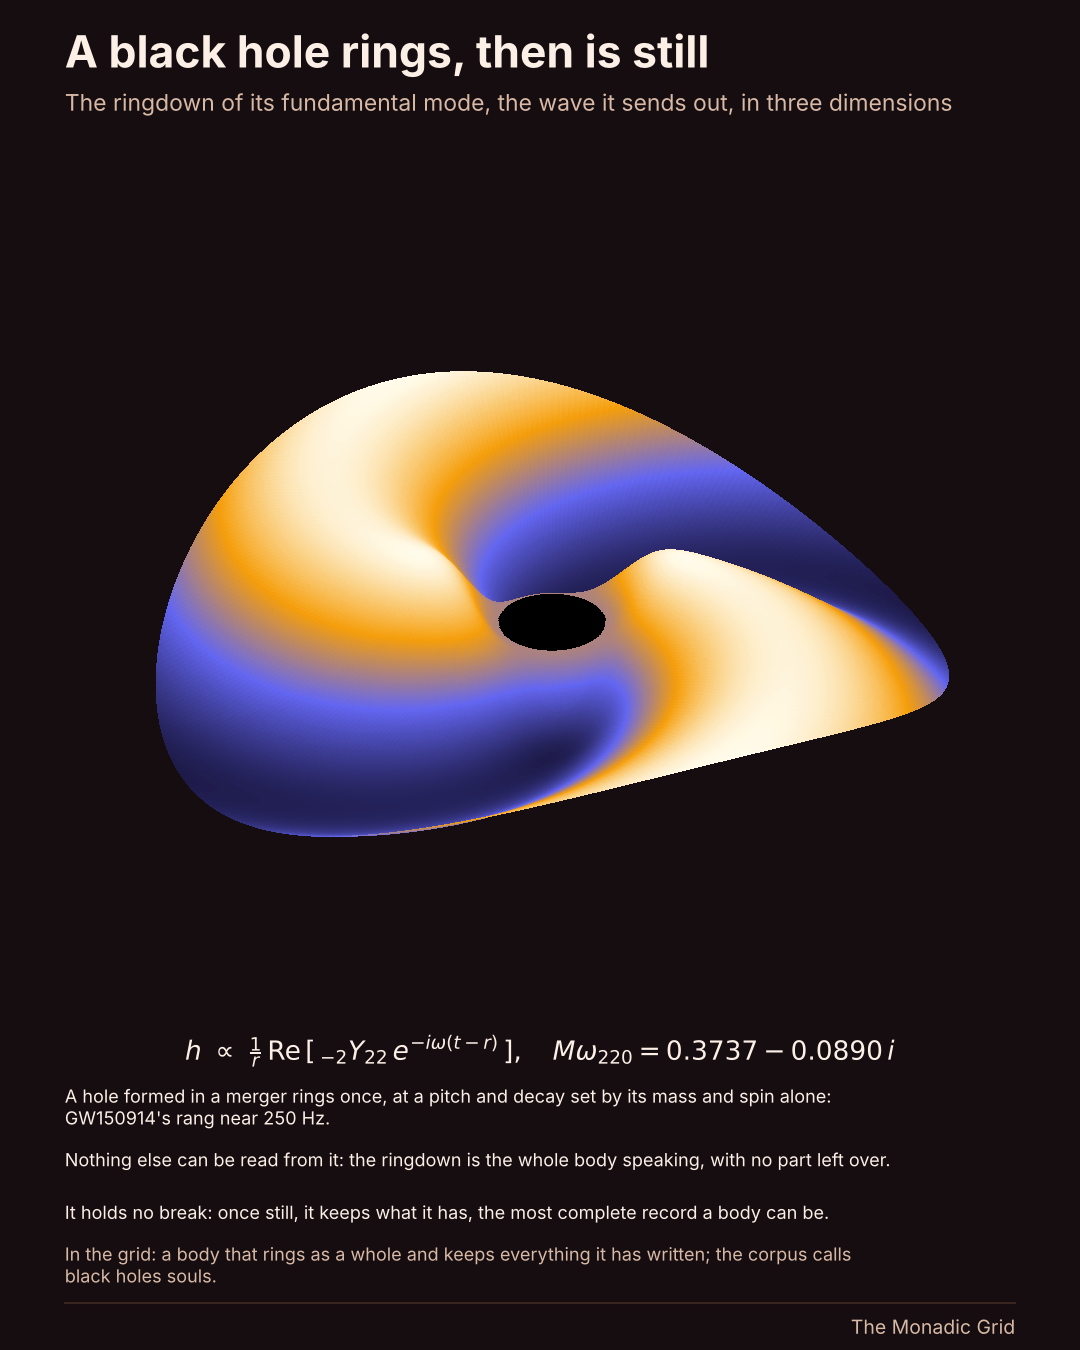 A black hole rings, then is still
The ringdown of its fundamental mode, the wave it sends out, in three dimensions
h ∝ 1/r Re[ ₋₂Y₂₂ e^{−iω(t−r)} ],    Mω₂₂₀ = 0.3737 − 0.0890 i
A hole formed in a merger rings once, at a pitch and decay set by its mass and spin alone:
GW150914's rang near 250 Hz.
Nothing else can be read from it: the ringdown is the whole body speaking, with no part left over.
It holds no break: once still, it keeps what it has, the most complete record a body can be.
In the grid: a body that rings as a whole and keeps everything it has written; the corpus calls
black holes souls.
The Monadic Grid